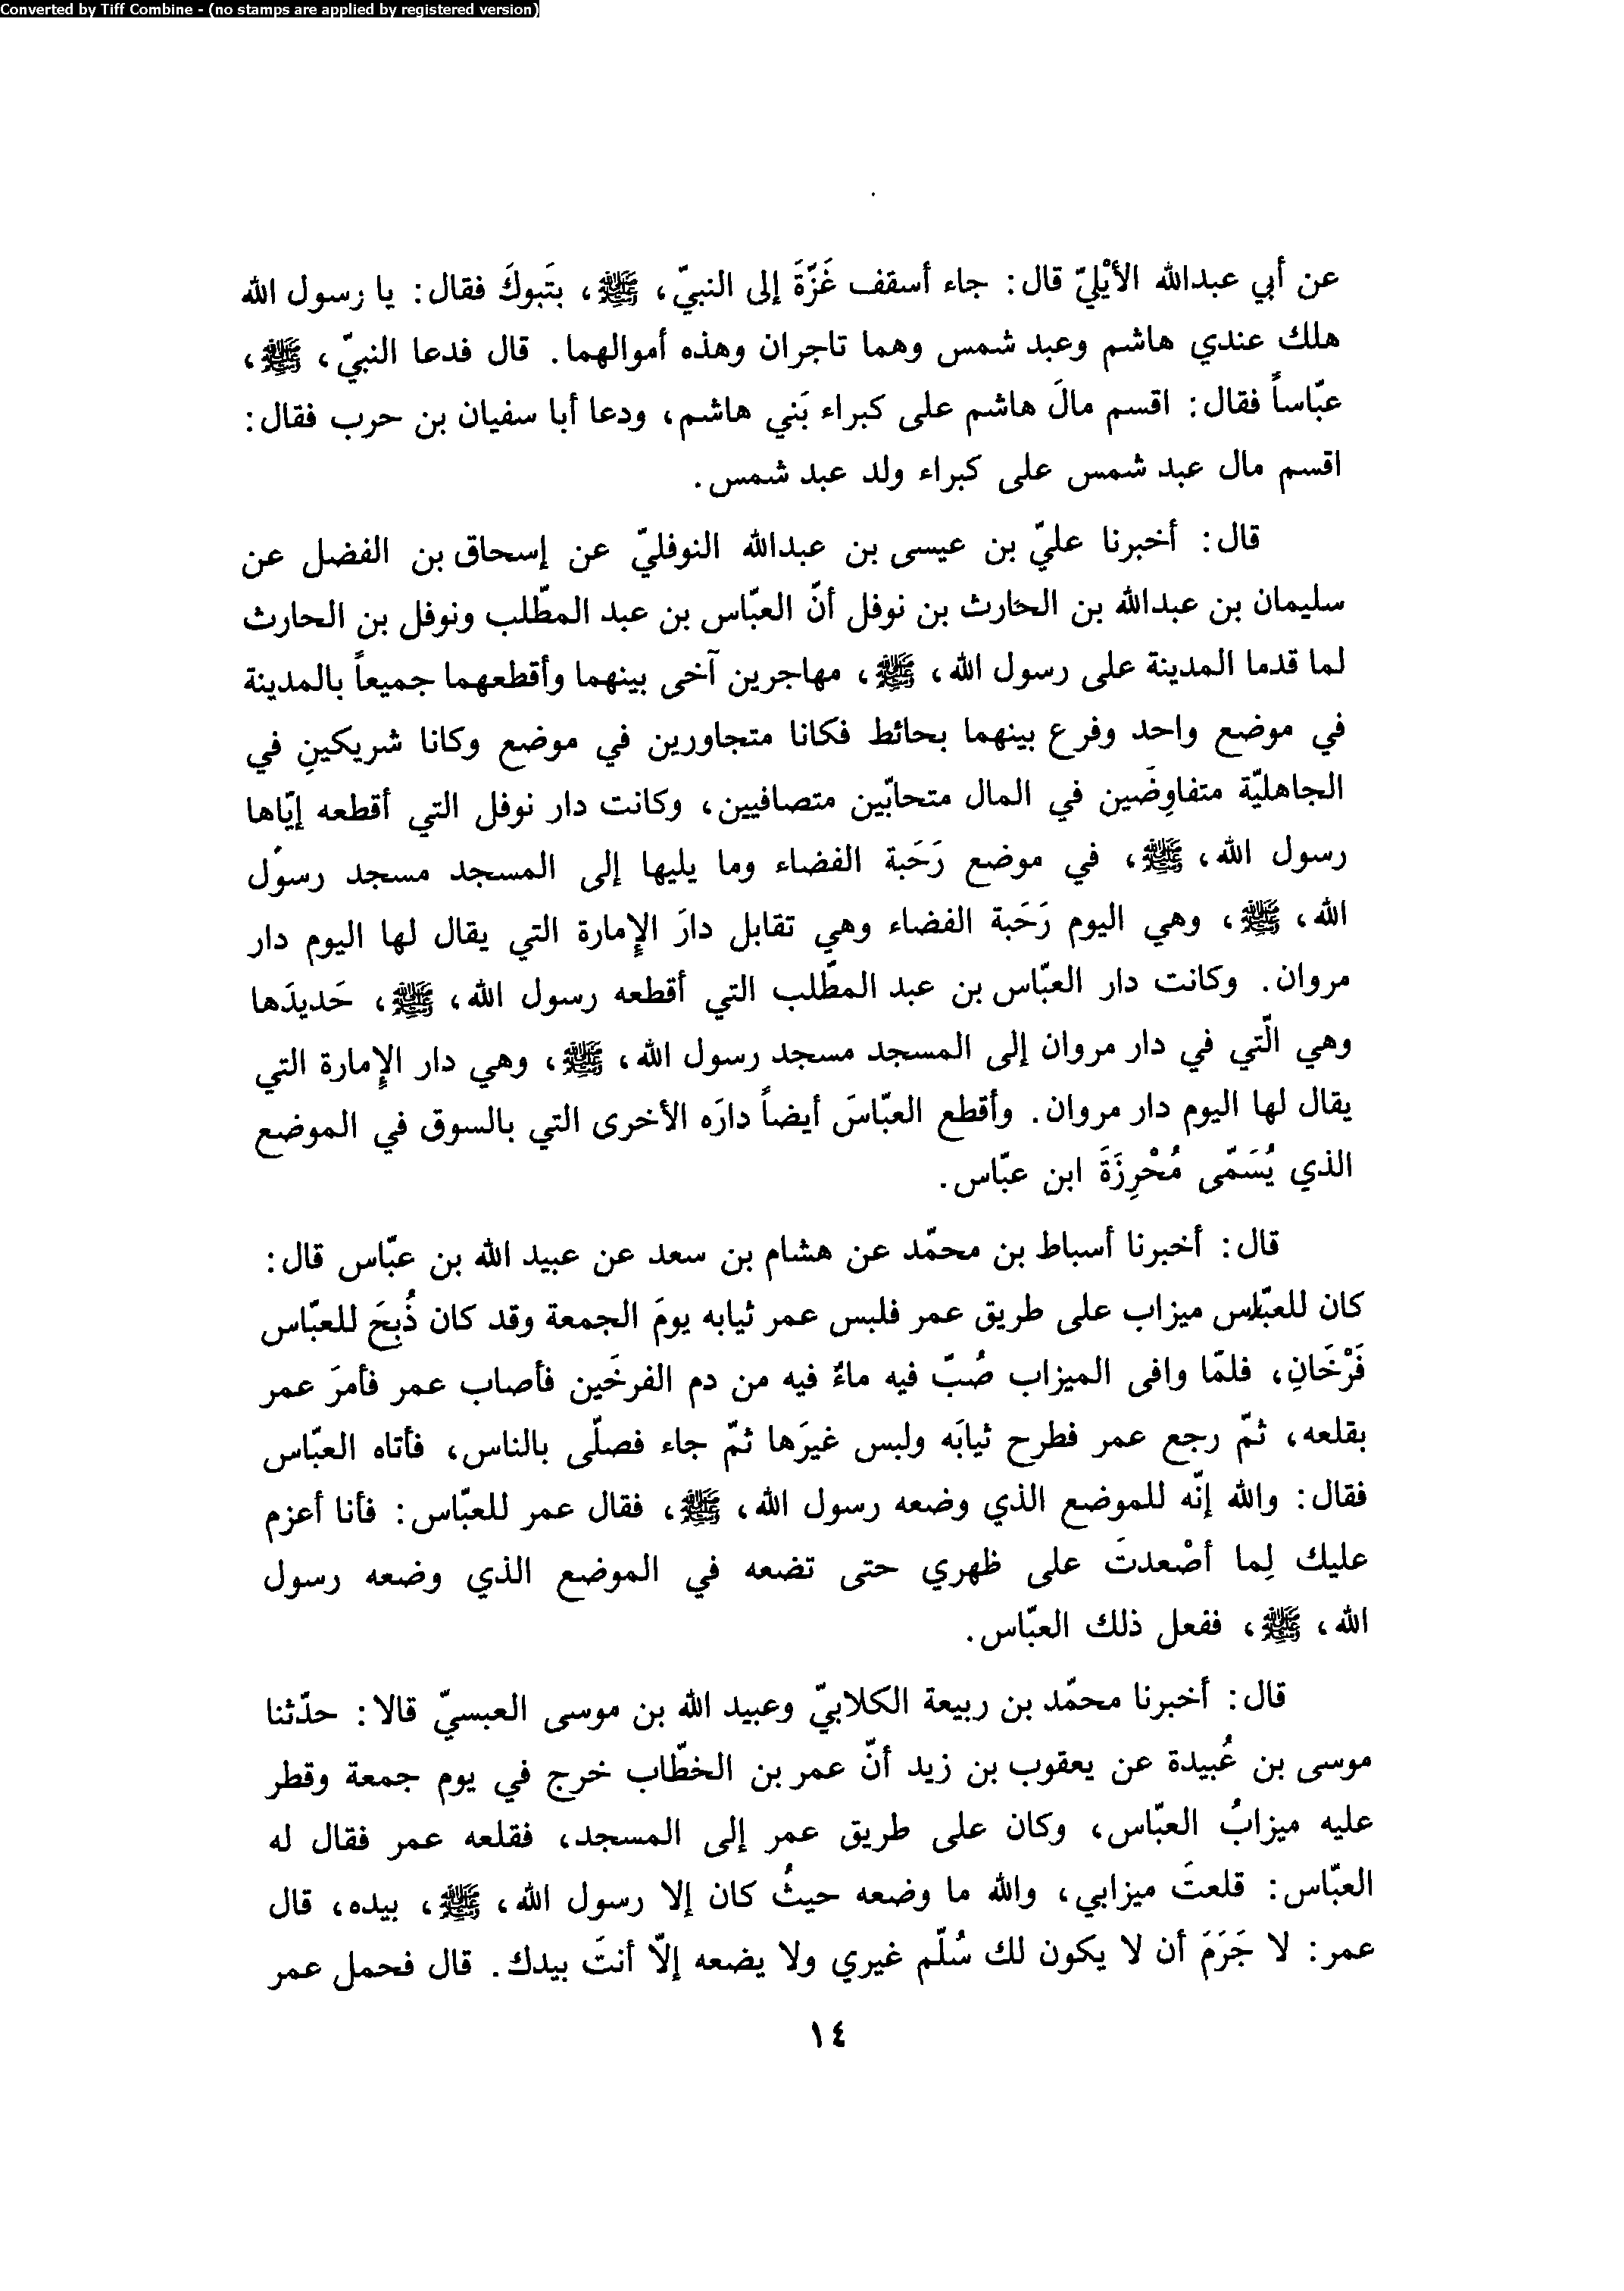 Converted by Tiff Combine - (no stamps are applied by registered version)
عن أبي عبدالله الأيْليّ قال: جاء أسقف غَزّةَ إلى النبيّ، ﷺ، بتَبوكَ فقال: يا رسول الله
هلك عندي هاشم وعبد شمس وهما تاجران وهذه أموالهما. قال فدعا النبيّ، ﷺ،
عبّاساً فقال: اقسم مالَ هاشم على كبراء بَني هاشم، ودعا أبا سفيان بن حرب فقال:
اقسم مال عبد شمس على كبراء ولد عبد شمس.
قال: أخبرنا عليّ بن عيسى بن عبدالله النوفليّ عن إسحاق بن الفضل عن
سليمان بن عبدالله بن الحارث بن نوفل أنّ العبّاس بن عبد المطّلب ونوفل بن الحارث
لما قدما المدينة على رسول الله، ﷺ، مهاجرين آخى بينهما وأقطعهما جميعاً بالمدينة
في موضع واحد وفرع بينهما بحائط فكانا متجاورين في موضع وكانا شريكينِ في
الجاهليّة متفاوِضَين في المال متحابّين متصافيين، وكانت دار نوفل التي أقطعه إيّاها
رسول الله، ﷺ، في موضع رَحَبة الفضاء وما يليها إلى المسجد مسجد رسول
الله، ﷺ، وهي اليوم رَحَبة الفضاء وهي تقابل دارَ الإمارة التي يقال لها اليوم دار
مروان. وكانت دار العبّاس بن عبد المطّلب التي أقطعه رسول الله، ﷺ، حَديدَها
وهي الّتي في دار مروان إلى المسجد مسجد رسول الله، ﷺ، وهي دار الإمارة التي
يقال لها اليوم دار مروان. وأقطع العبّاسَ أيضاً دارَه الأخرى التي بالسوق في الموضع
الذي يُسَمّى مُحْرِزَةَ ابن عبّاس.
قال: أخبرنا أسباط بن محمّد عن هشام بن سعد عن عبيد الله بن عبّاس قال:
كان للعبّاس ميزاب على طريق عمر فلبس عمر ثيابه يومَ الجمعة وقد كان ذُبِحَ للعبّاس
فَرْخَانِ، فلمّا وافى الميزاب صُبّ فيه ماءٌ فيه من دم الفرخَين فأصاب عمر فأمرَ عمر
بقلعه، ثمّ رجع عمر فطرح ثيابَه ولبس غيرَها ثمّ جاء فصلّى بالناس، فأتاه العبّاس
فقال: والله إنّه للموضع الذي وضعه رسول الله، ﷺ، فقال عمر للعبّاس: فأنا أعزم
عليك لِما أصْعدتَ على ظهري حتى تضعه في الموضع الذي وضعه رسول
الله، ﷺ، ففعل ذلك العبّاس.
قال: أخبرنا محمّد بن ربيعة الكلابيّ وعبيد الله بن موسى العبسيّ قالا: حدّثنا
موسى بن عُبيدة عن يعقوب بن زيد أنّ عمر بن الخطّاب خرج في يوم جمعة وقطر
عليه ميزابُ العبّاس، وكان على طريق عمر إلى المسجد، فقلعه عمر فقال له
العبّاس: قلعتَ ميزابي، والله ما وضعه حيثُ كان إلا رسول الله، ﷺ، بيده، قال
عمر: لا جَرَمَ أن لا يكون لك سُلّم غيري ولا يضعه إلاّ أنتَ بيدك. قال فحمل عمر
١٤